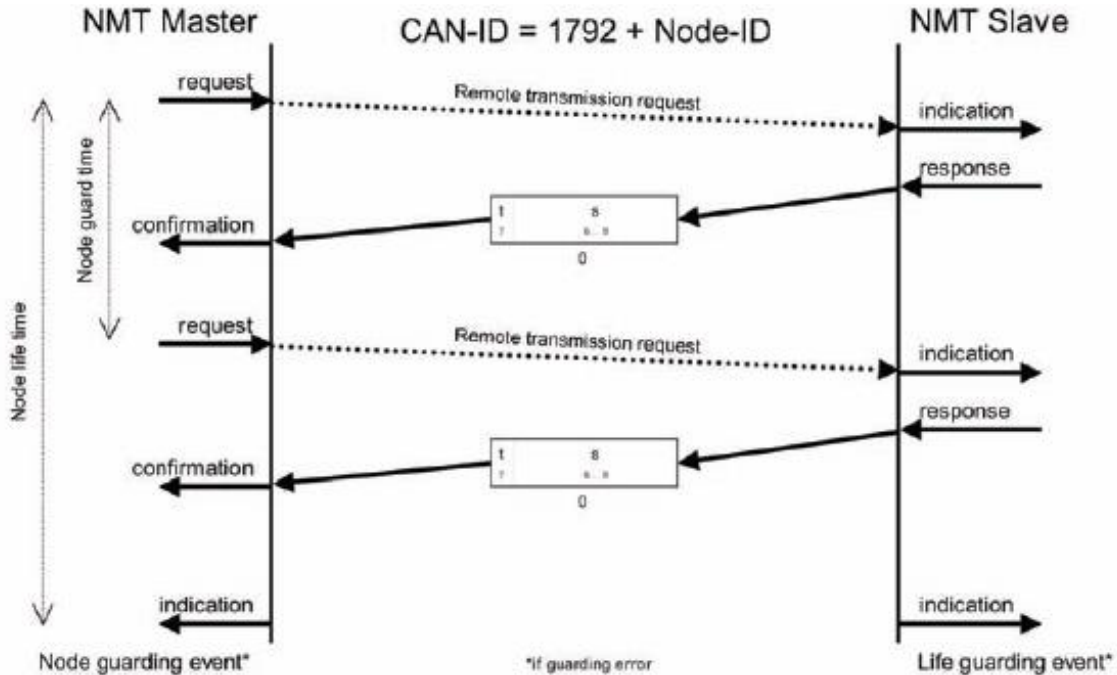 NMT Master
CAN-ID = 1792 + Node-ID
NMT Slave
request
Remote transmission request
indication
response
Node guard time
t s
7
0
confirmation
Node life time
request
Remote transmission request
indication
response
t s
7
0
confirmation
indication
indication
Node guarding event*
*if guarding error
Life guarding event*